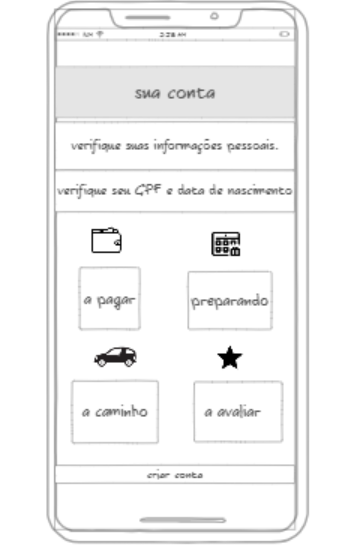 2:28 AM
sua conta
verifique suas informações pessoais.
verifique seu CPF e data de nascimento
a pagar
preparando
a caminho
a avaliar
criar conta